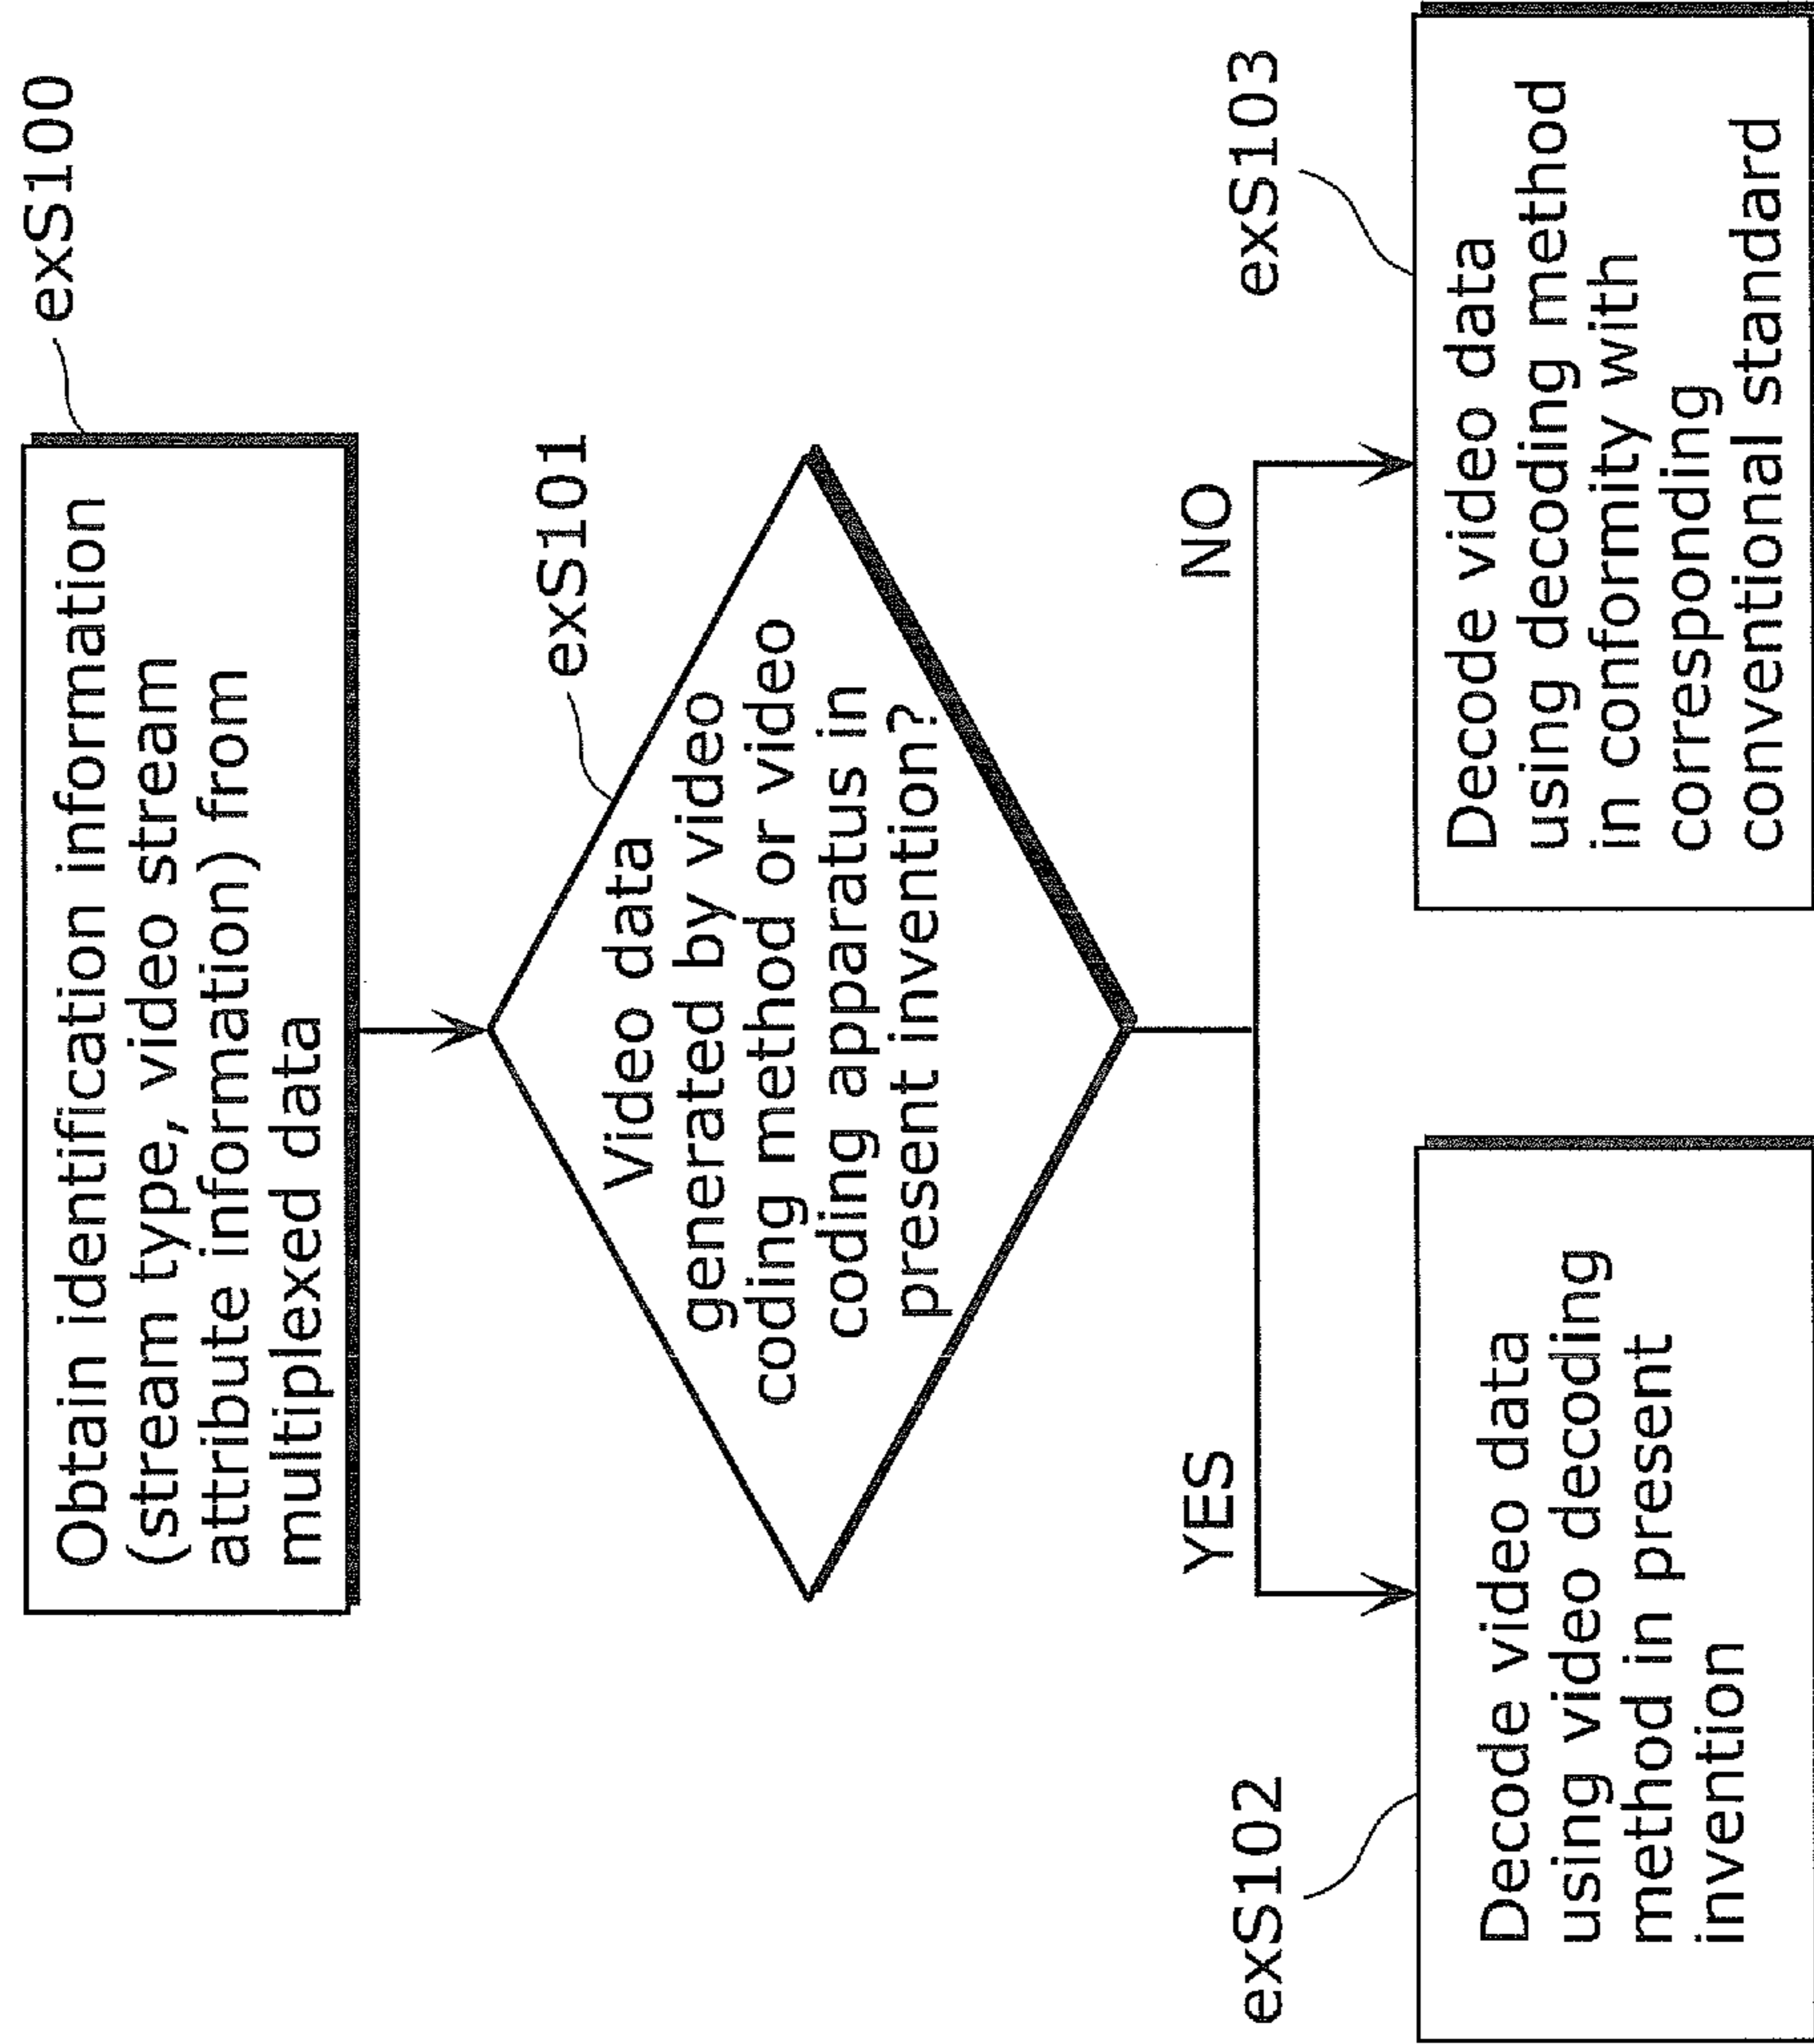 exS100
Obtain identification information
(stream type, video stream
attribute information) from
multiplexed data
exS101
Video data
generated by video
coding method or video
coding apparatus in
present invention?
YES
NO
exS102
Decode video data
using video decoding
method in present
invention
exS103
Decode video data
using decoding method
in conformity with
corresponding
conventional standard